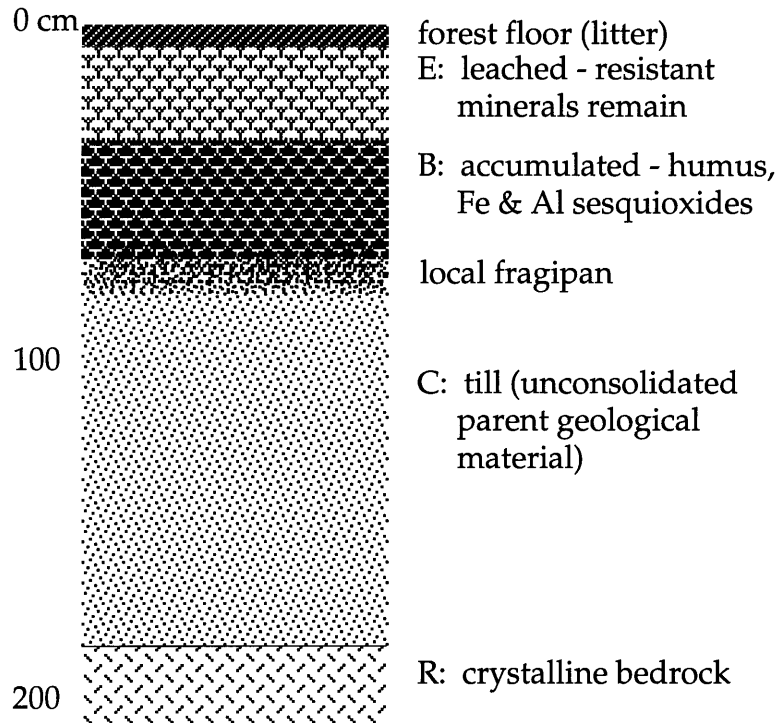 0 cm
forest floor (litter)
E: leached - resistant
minerals remain
B: accumulated - humus,
Fe & Al sesquioxides
local fragipan
100
C: till (unconsolidated
parent geological
material)
R: crystalline bedrock
200